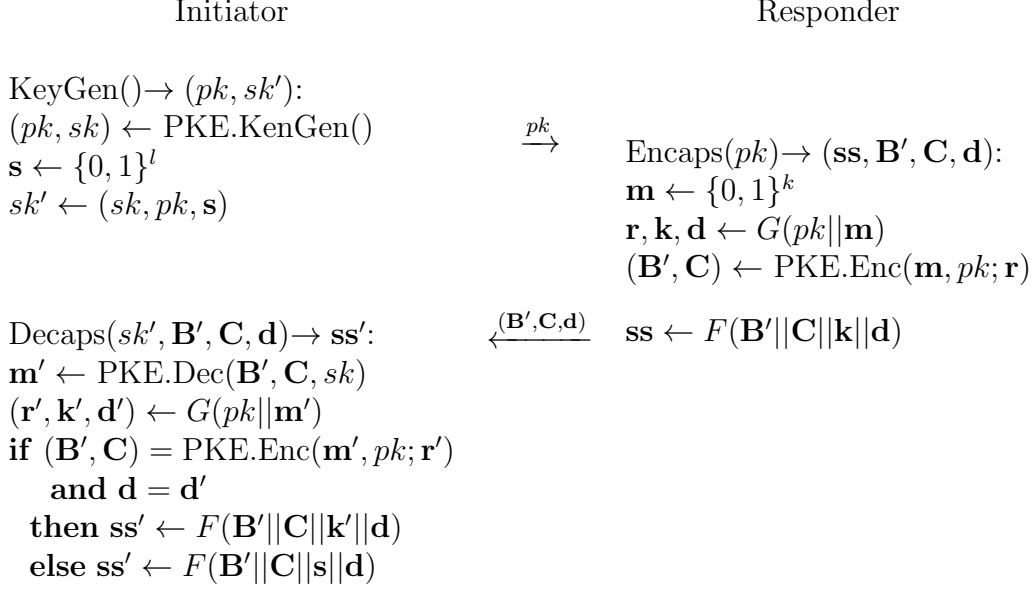 Initiator
Responder
KeyGen()→ (pk, sk′):
(pk, sk) ← PKE.KenGen()
s ← {0, 1}^l
sk′ ← (sk, pk, s)
pk
→
Encaps(pk)→ (ss, B′, C, d):
m ← {0, 1}^k
r, k, d ← G(pk||m)
(B′, C) ← PKE.Enc(m, pk; r)
Decaps(sk′, B′, C, d)→ ss′:
(B′,C,d)
←
ss ← F(B′||C||k||d)
m′ ← PKE.Dec(B′, C, sk)
(r′, k′, d′) ← G(pk||m′)
if (B′, C) = PKE.Enc(m′, pk; r′)
and d = d′
then ss′ ← F(B′||C||k′||d)
else ss′ ← F(B′||C||s||d)